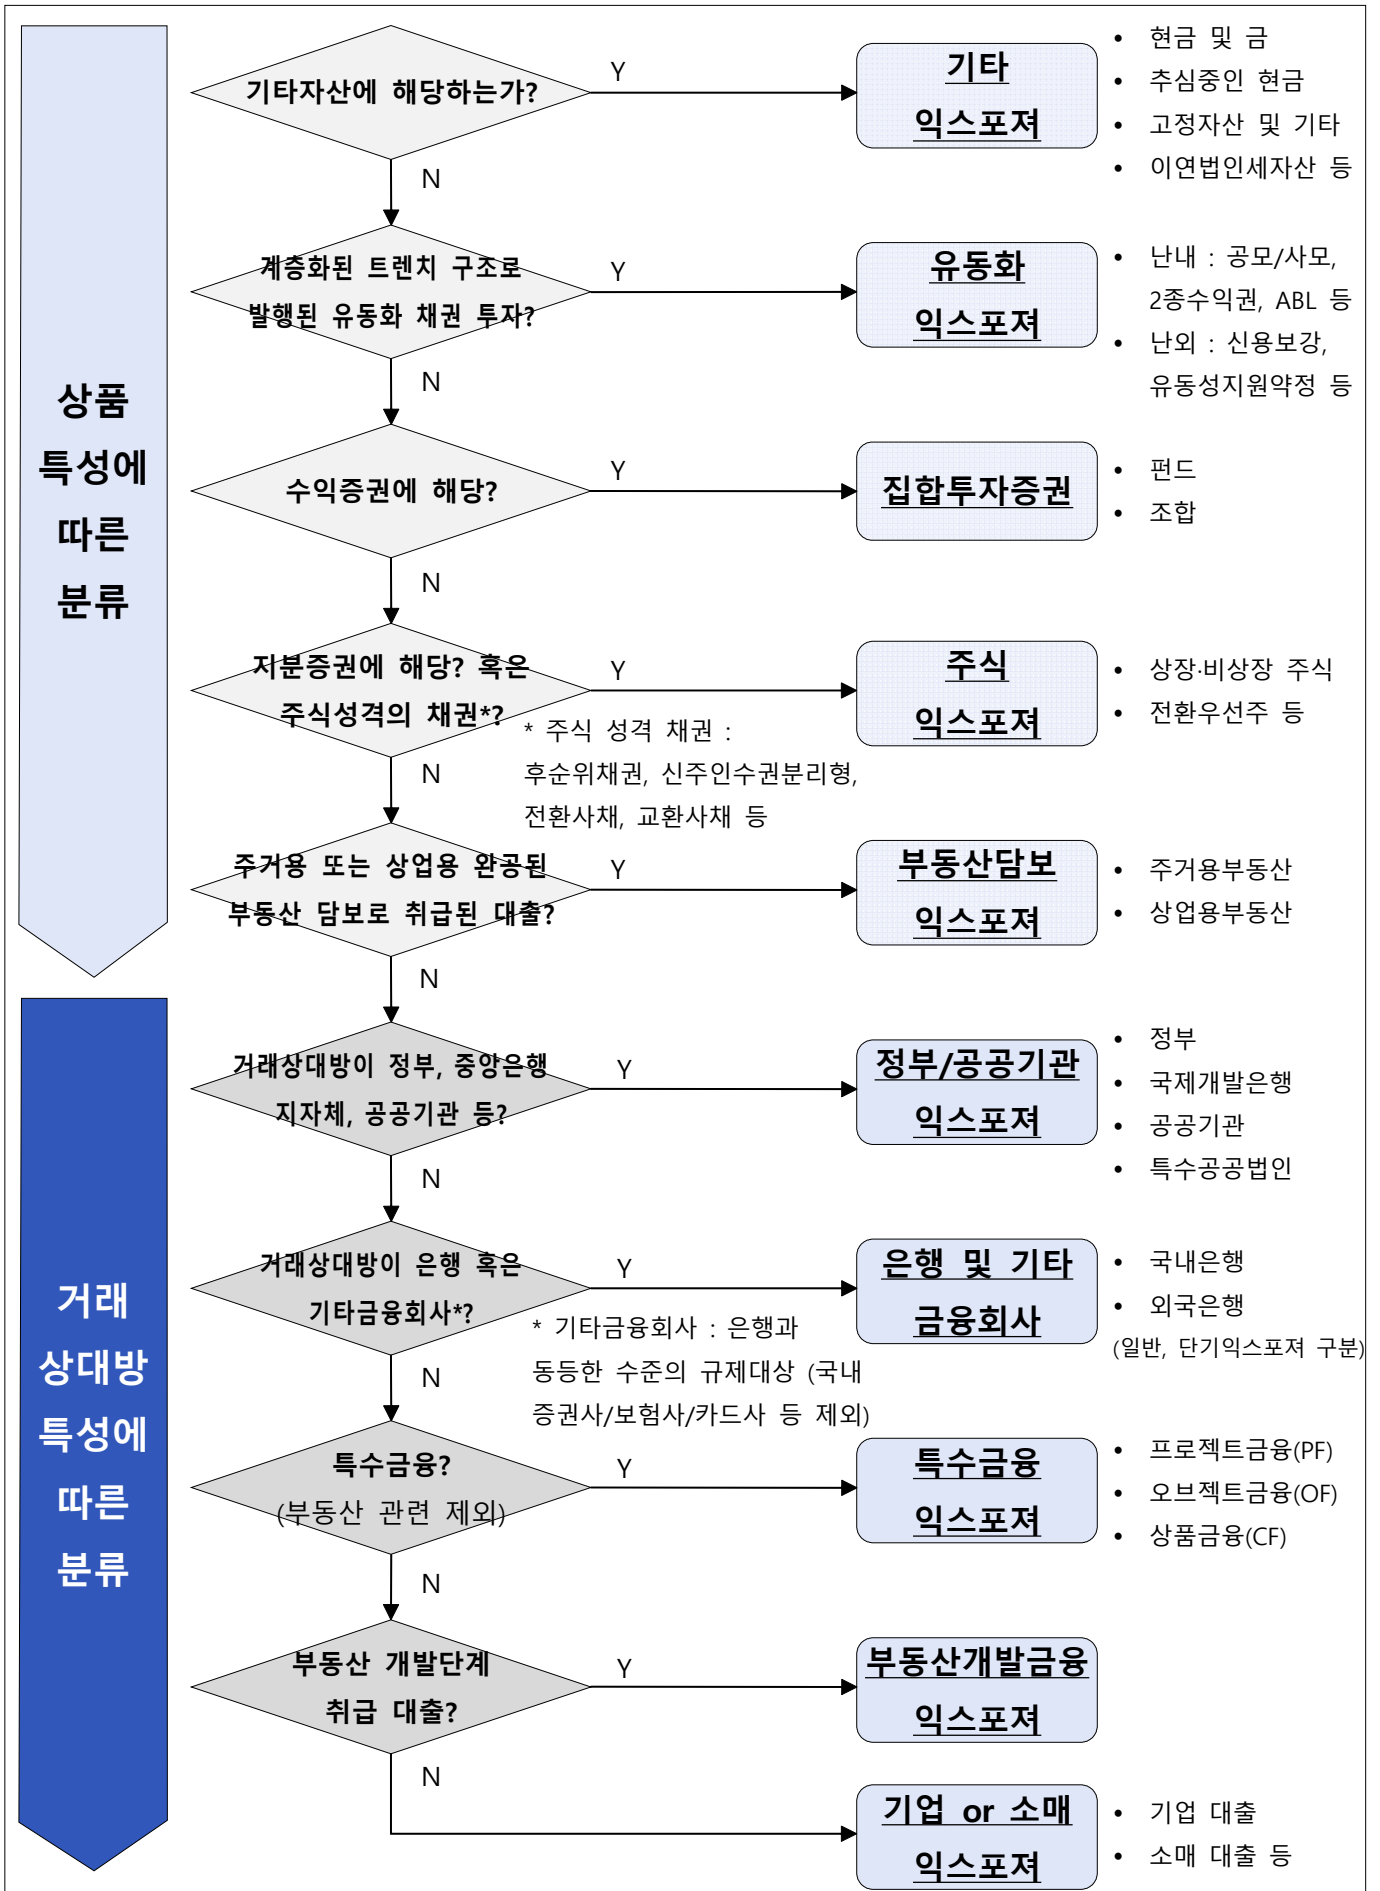 상품
특성에
따른
분류
기타자산에 해당하는가?
Y
N
기타
익스포져
• 현금 및 금
• 추심중인 현금
• 고정자산 및 기타
• 이연법인세자산 등
계층화된 트렌치 구조로
발행된 유동화 채권 투자?
Y
N
유동화
익스포져
• 난내 : 공모/사모,
2종수익권, ABL 등
• 난외 : 신용보강,
유동성지원약정 등
수익증권에 해당?
Y
N
집합투자증권
• 펀드
• 조합
지분증권에 해당? 혹은
주식성격의 채권*?
Y
N
* 주식 성격 채권 :
후순위채권, 신주인수권분리형,
전환사채, 교환사채 등
주식
익스포져
• 상장·비상장 주식
• 전환우선주 등
주거용 또는 상업용 완공된
부동산 담보로 취급된 대출?
Y
N
부동산담보
익스포져
• 주거용부동산
• 상업용부동산
거래
상대방
특성에
따른
분류
거래상대방이 정부, 중앙은행
지자체, 공공기관 등?
Y
N
정부/공공기관
익스포져
• 정부
• 국제개발은행
• 공공기관
• 특수공공법인
거래상대방이 은행 혹은
기타금융회사*?
Y
N
* 기타금융회사 : 은행과
동등한 수준의 규제대상 (국내
증권사/보험사/카드사 등 제외)
은행 및 기타
금융회사
• 국내은행
• 외국은행
(일반, 단기익스포져 구분)
특수금융?
(부동산 관련 제외)
Y
N
특수금융
익스포져
• 프로젝트금융(PF)
• 오브젝트금융(OF)
• 상품금융(CF)
부동산 개발단계
취급 대출?
Y
N
부동산개발금융
익스포져
기업 or 소매
익스포져
• 기업 대출
• 소매 대출 등